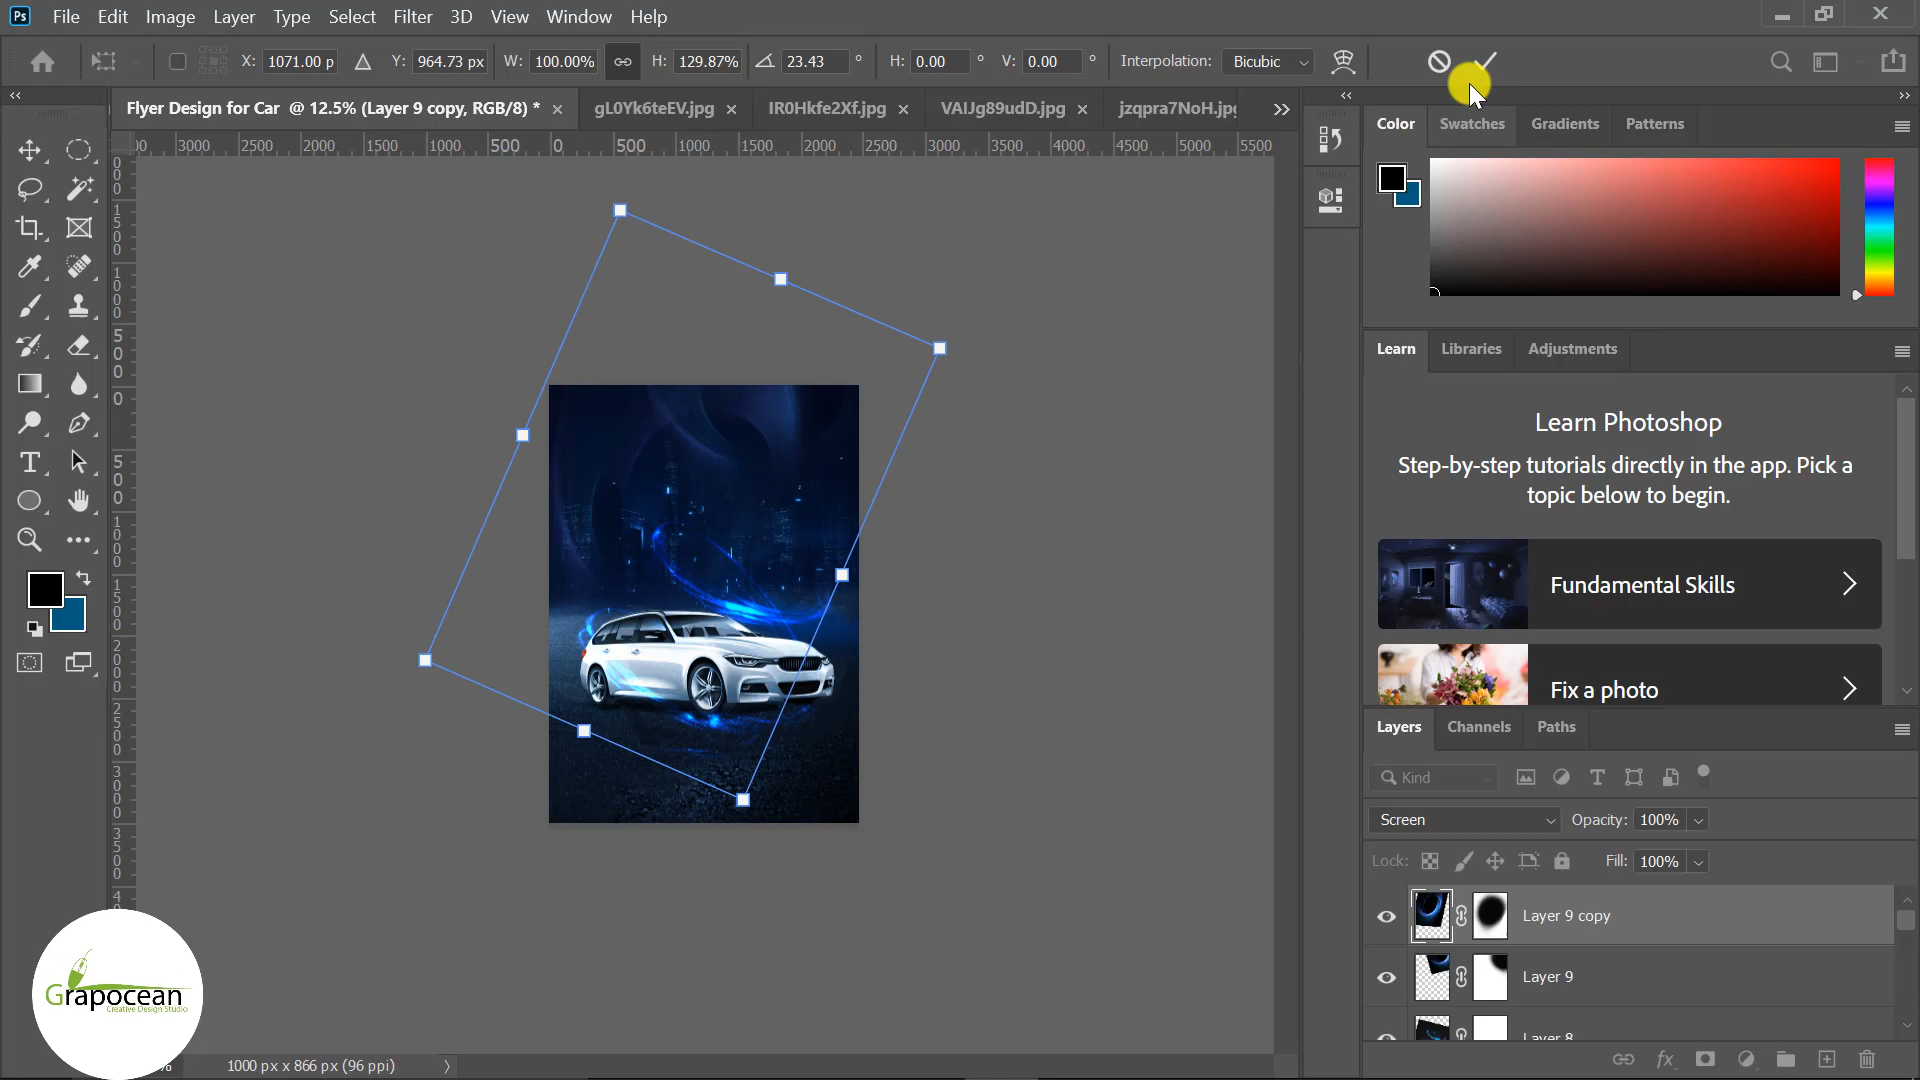 Ps File Edit Image Layer Type Select Filter 3D View Window Help
X: 1071.00 p Y: 964.73 px W: 100.00% H: 129.87% 23.43 ° H: 0.00 ° V: 0.00 ° Interpolation: Bicubic
Flyer Design for Car @ 12.5% (Layer 9 copy, RGB/8) * gL0Yk6teEV.jpg IR0Hkfe2Xf.jpg VAlJg89udD.jpg jzqpra7NoH.jpg
3000 2500 2000 1500 1000 500 0 500 1000 1500 2000 2500 3000 3500 4000 4500 5000 5500
Color Swatches Gradients Patterns
Learn Libraries Adjustments
Learn Photoshop
Step-by-step tutorials directly in the app. Pick a
topic below to begin.
Fundamental Skills
Fix a photo
Layers Channels Paths
Kind
Screen Opacity: 100%
Lock: Fill: 100%
Layer 9 copy
Layer 9
Layer 8
Grapocean
Creative Design Studio
% 1000 px x 866 px (96 ppi)